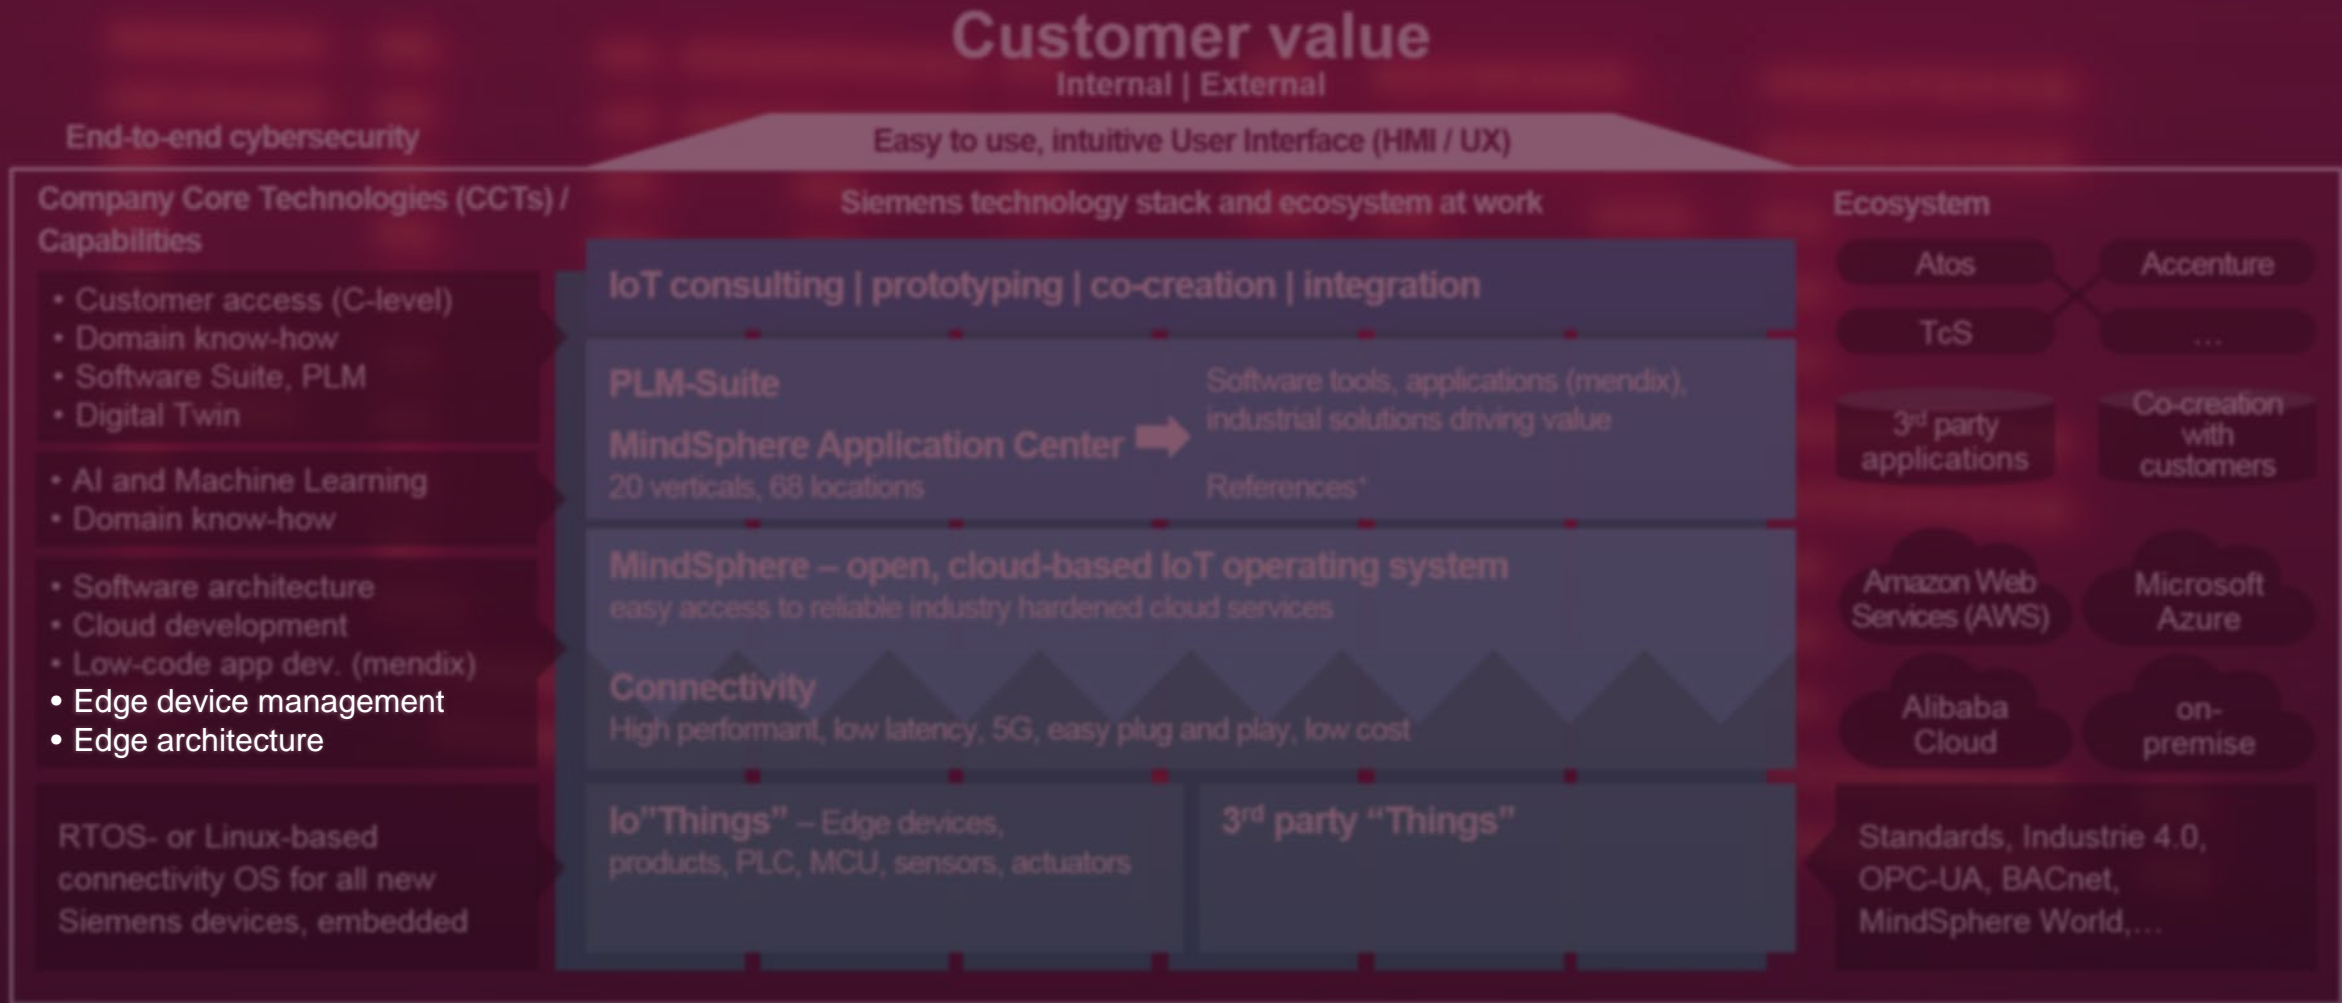 Customer value
Internal | External
End-to-end cybersecurity
Easy to use, intuitive User Interface (HMI / UX)
Company Core Technologies (CCTs) /
Capabilities
• Customer access (C-level)
• Domain know-how
• Software Suite, PLM
• Digital Twin
• AI and Machine Learning
• Domain know-how
• Software architecture
• Cloud development
• Low-code app dev. (mendix)
• Edge device management
• Edge architecture
RTOS- or Linux-based
connectivity OS for all new
Siemens devices, embedded
Siemens technology stack and ecosystem at work
IoT consulting | prototyping | co-creation | integration
PLM-Suite
MindSphere Application Center
20 verticals, 68 locations
Software tools, applications (mendix),
industrial solutions driving value
References*
MindSphere – open, cloud-based IoT operating system
easy access to reliable industry hardened cloud services
Connectivity
High performant, low latency, 5G, easy plug and play, low cost
Io”Things” – Edge devices,
products, PLC, MCU, sensors, actuators
3rd party “Things”
Ecosystem
Atos
Accenture
TcS
…
3rd party
applications
Co-creation
with
customers
Amazon Web
Services (AWS)
Microsoft
Azure
Alibaba
Cloud
on-
premise
Standards, Industrie 4.0,
OPC-UA, BACnet,
MindSphere World,…